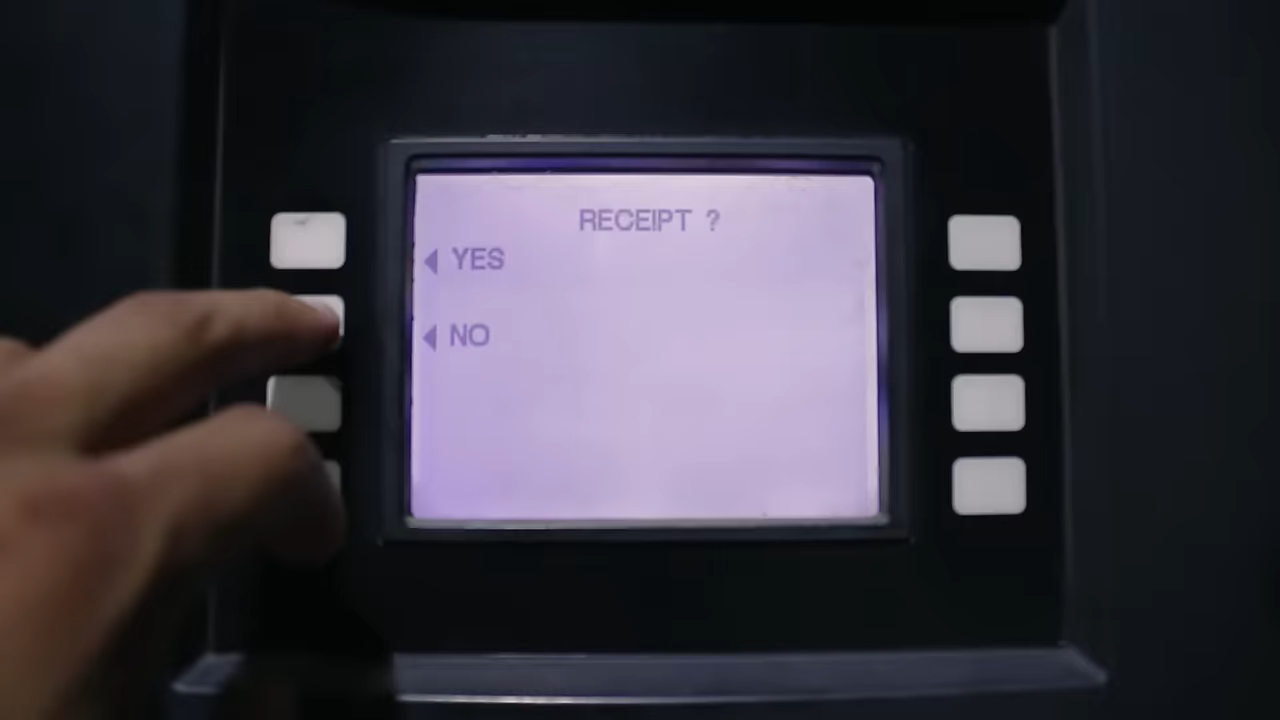 RECEIPT ?
YES
NO